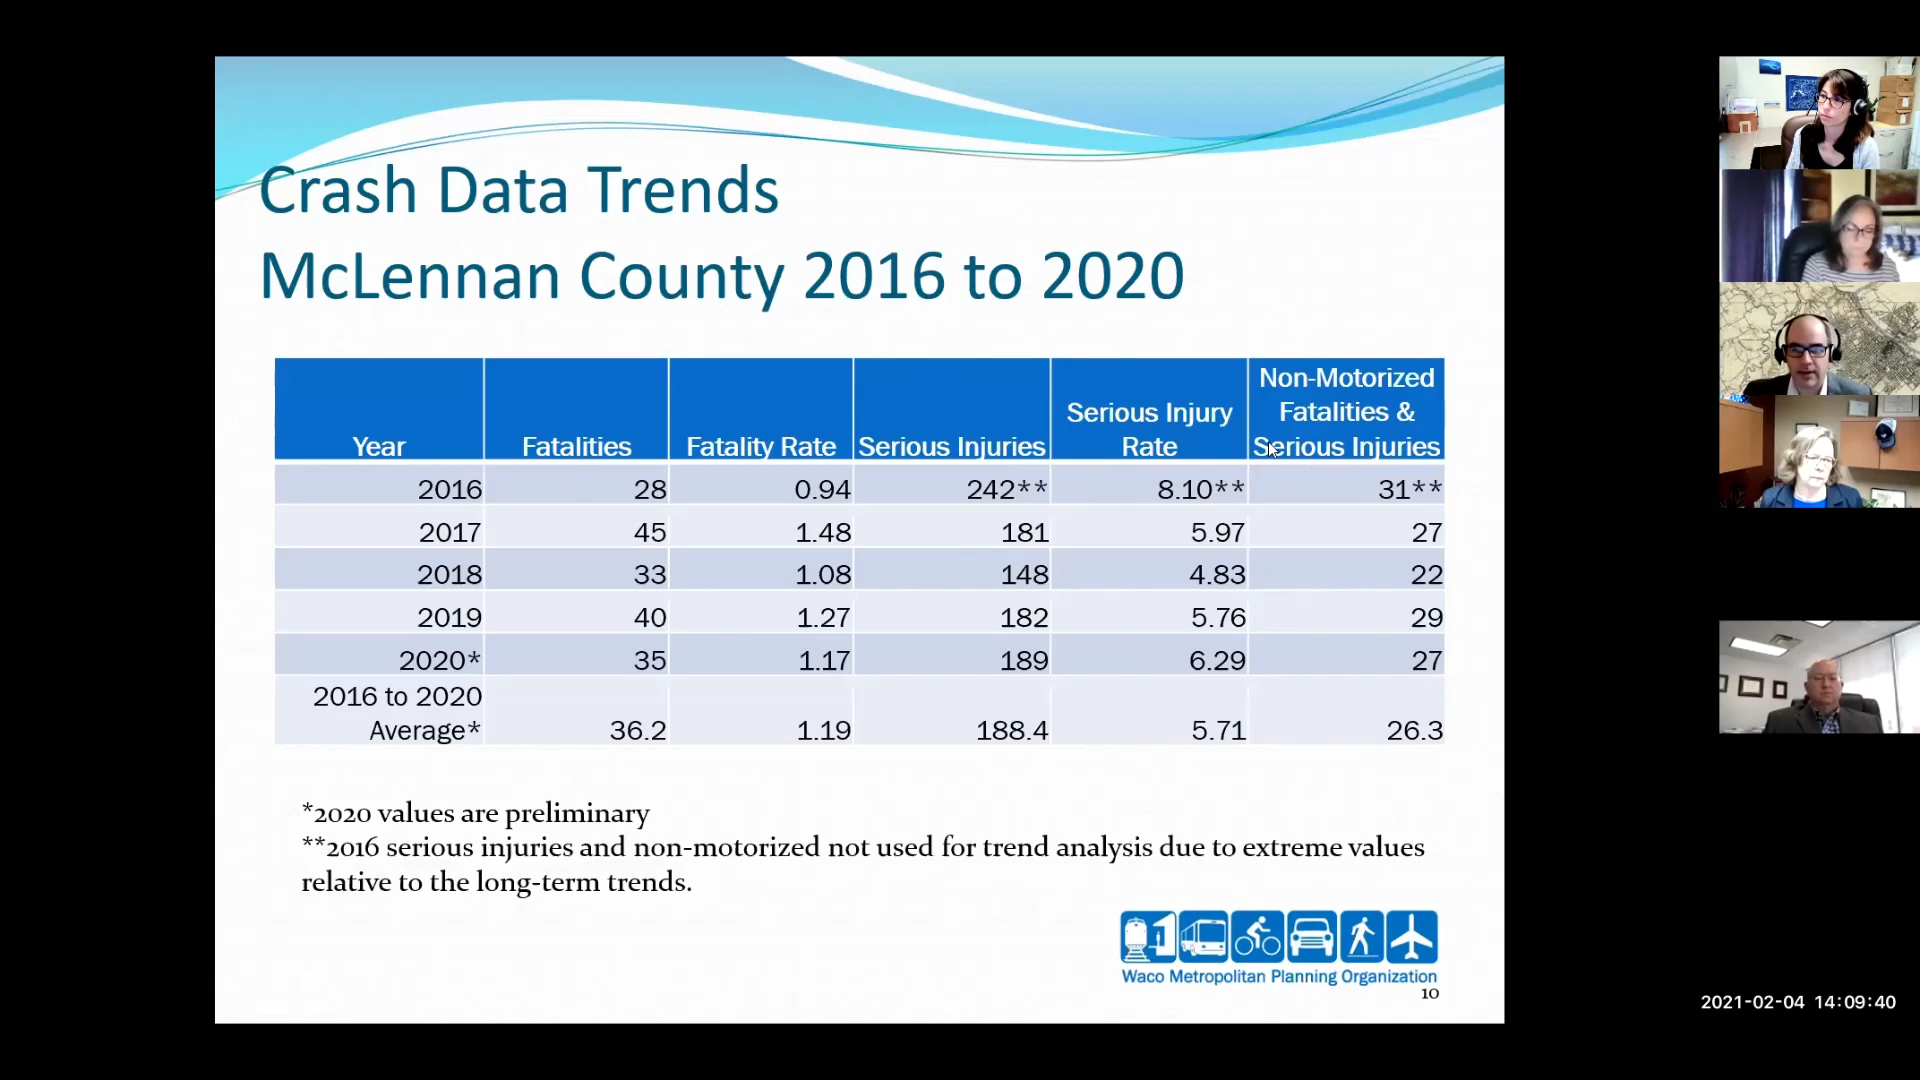 Crash Data Trends
McLennan County 2016 to 2020
Year Fatalities Fatality Rate Serious Injuries Serious Injury Rate Non-Motorized Fatalities & Serious Injuries
2016 28 0.94 242** 8.10** 31**
2017 45 1.48 181 5.97 27
2018 33 1.08 148 4.83 22
2019 40 1.27 182 5.76 29
2020* 35 1.17 189 6.29 27
2016 to 2020 Average* 36.2 1.19 188.4 5.71 26.3
*2020 values are preliminary
**2016 serious injuries and non-motorized not used for trend analysis due to extreme values
relative to the long-term trends.
Waco Metropolitan Planning Organization
10
2021-02-04 14:09:40